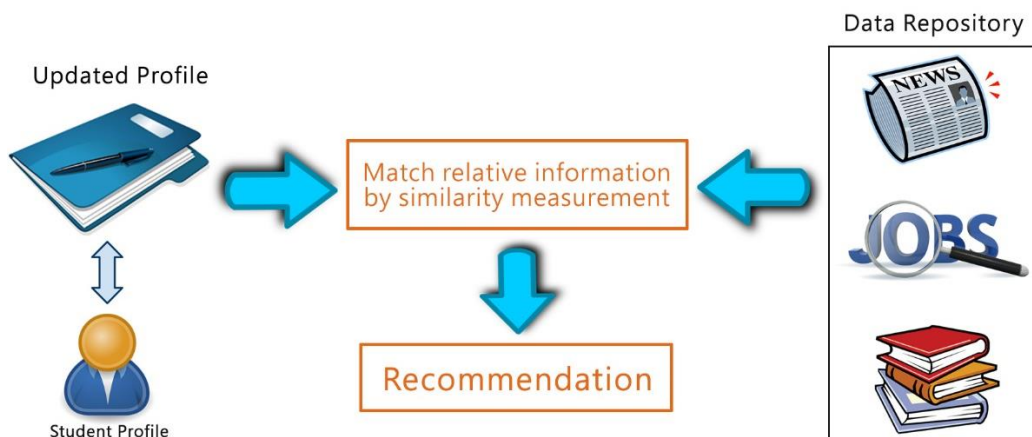 Data Repository
Updated Profile
NEWS
Match relative information
by similarity measurement
JOBS
Recommendation
Student Profile